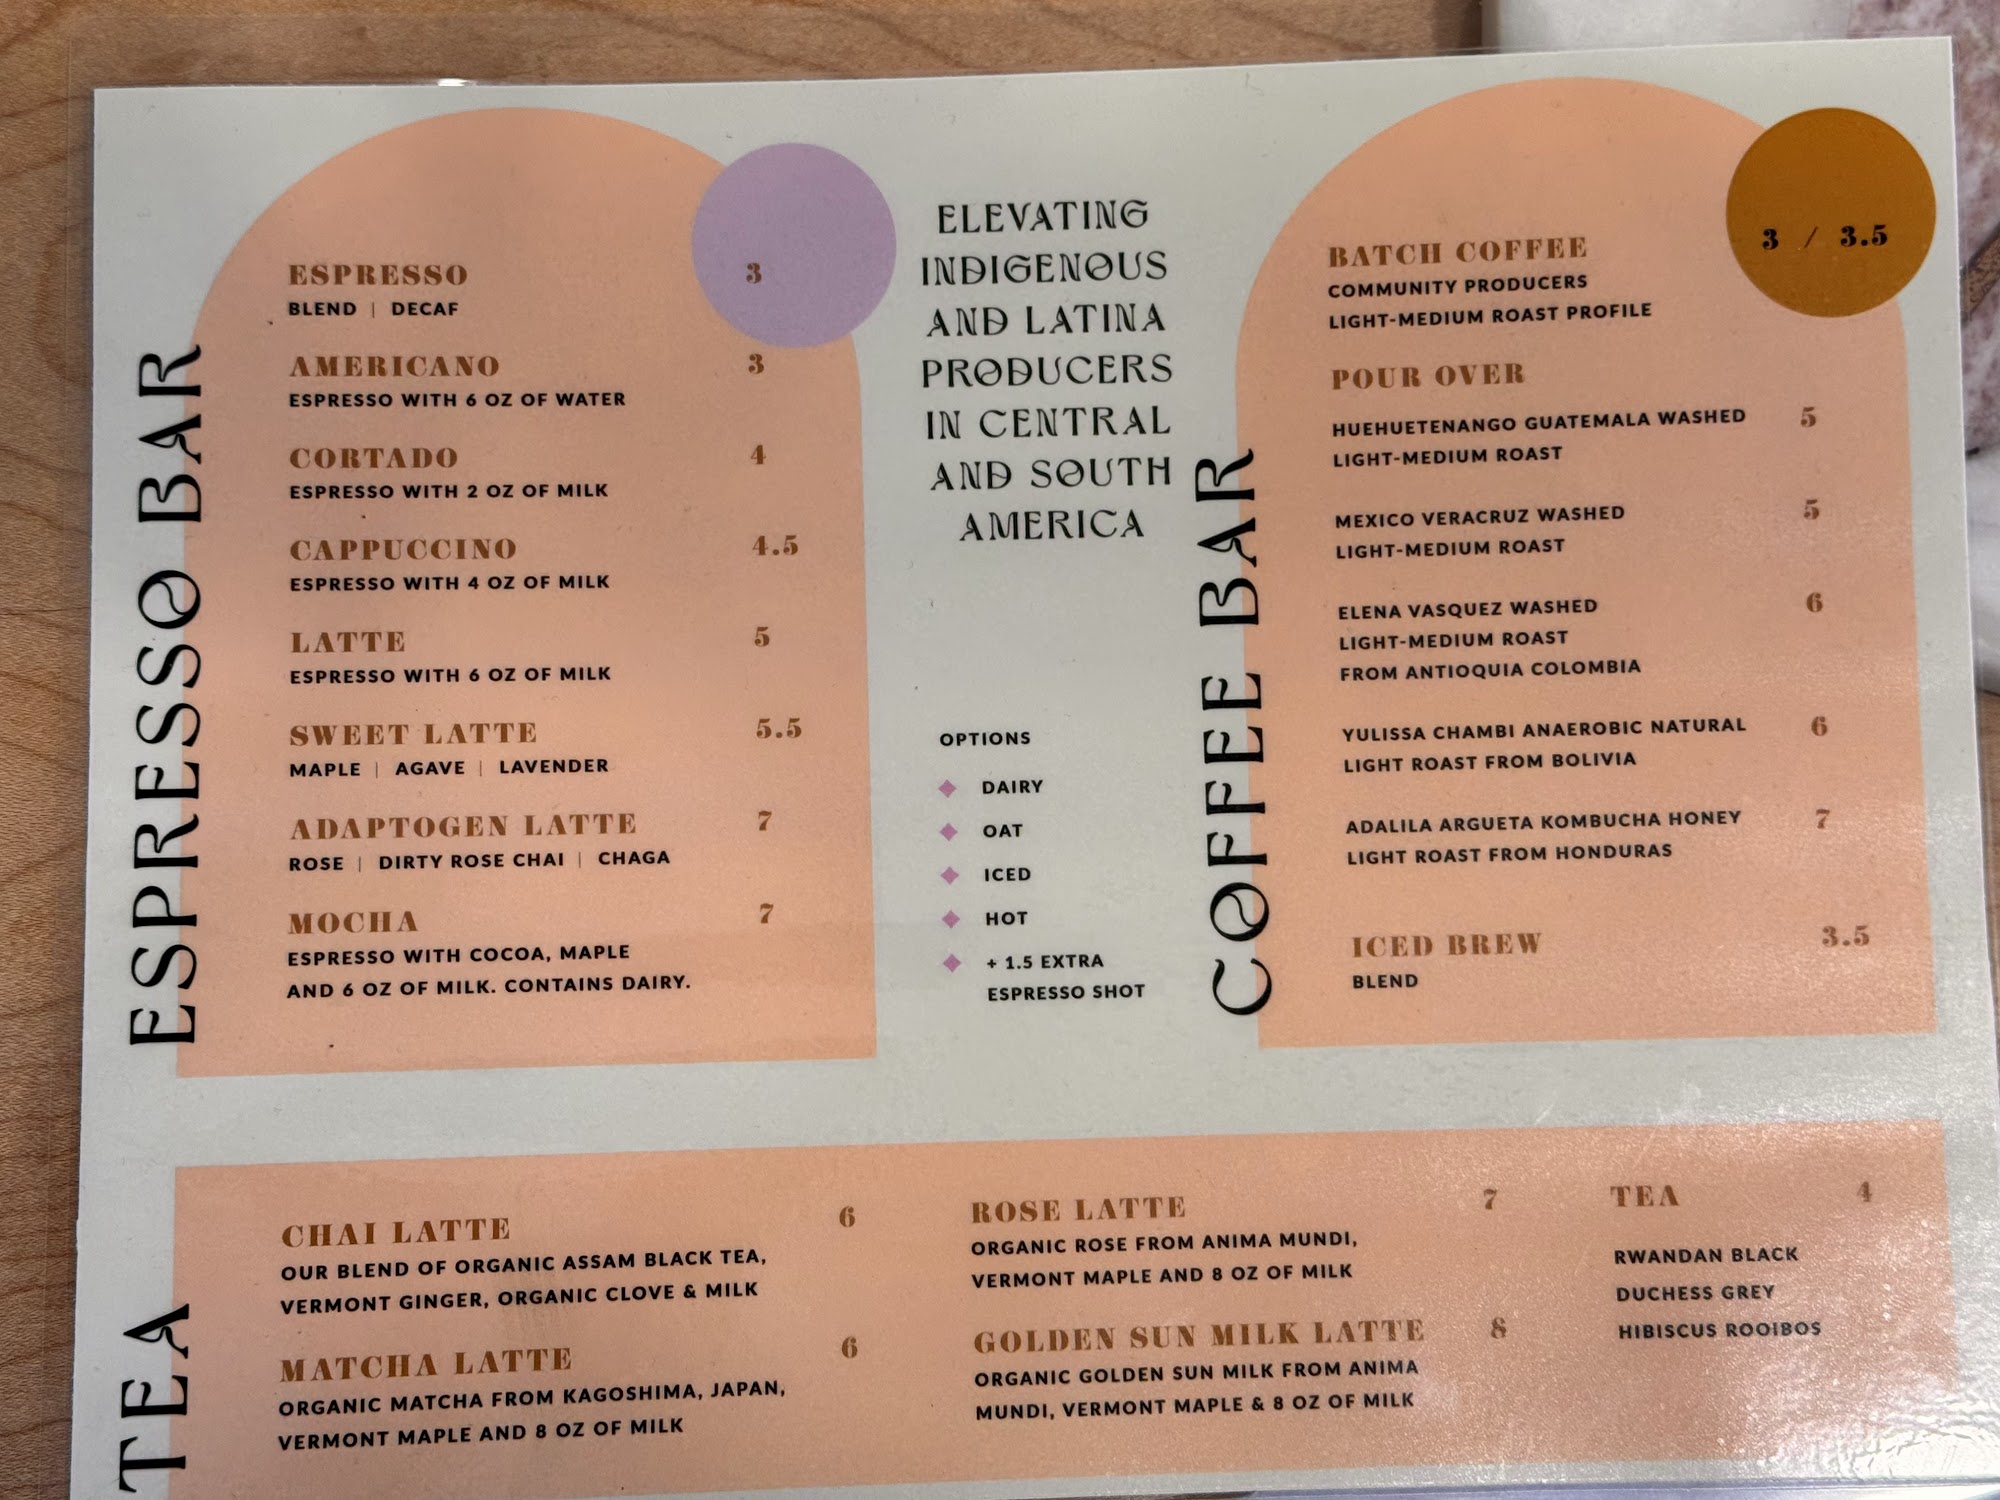 ESPRESSO BAR
ESPRESSO 3
BLEND | DECAF
AMERICANO 3
ESPRESSO WITH 6 OZ OF WATER
CORTADO 4
ESPRESSO WITH 2 OZ OF MILK
CAPPUCCINO 4.5
ESPRESSO WITH 4 OZ OF MILK
LATTE 5
ESPRESSO WITH 6 OZ OF MILK
SWEET LATTE 5.5
MAPLE | AGAVE | LAVENDER
ADAPTOGEN LATTE 7
ROSE | DIRTY ROSE CHAI | CHAGA
MOCHA 7
ESPRESSO WITH COCOA, MAPLE
AND 6 OZ OF MILK. CONTAINS DAIRY.
ELEVATING
INDIGENOUS
AND LATINA
PRODUCERS
IN CENTRAL
AND SOUTH
AMERICA
OPTIONS
DAIRY
OAT
ICED
HOT
+ 1.5 EXTRA
ESPRESSO SHOT
COFFEE BAR
BATCH COFFEE 3 / 3.5
COMMUNITY PRODUCERS
LIGHT-MEDIUM ROAST PROFILE
POUR OVER
HUEHUETENANGO GUATEMALA WASHED 5
LIGHT-MEDIUM ROAST
MEXICO VERACRUZ WASHED 5
LIGHT-MEDIUM ROAST
ELENA VASQUEZ WASHED 6
LIGHT-MEDIUM ROAST
FROM ANTIOQUIA COLOMBIA
YULISSA CHAMBI ANAEROBIC NATURAL 6
LIGHT ROAST FROM BOLIVIA
ADALILA ARGUETA KOMBUCHA HONEY 7
LIGHT ROAST FROM HONDURAS
ICED BREW 3.5
BLEND
TEA
CHAI LATTE 6
OUR BLEND OF ORGANIC ASSAM BLACK TEA,
VERMONT GINGER, ORGANIC CLOVE & MILK
MATCHA LATTE 6
ORGANIC MATCHA FROM KAGOSHIMA, JAPAN,
VERMONT MAPLE AND 8 OZ OF MILK
ROSE LATTE 7
ORGANIC ROSE FROM ANIMA MUNDI,
VERMONT MAPLE AND 8 OZ OF MILK
GOLDEN SUN MILK LATTE 8
ORGANIC GOLDEN SUN MILK FROM ANIMA
MUNDI, VERMONT MAPLE & 8 OZ OF MILK
TEA 4
RWANDAN BLACK
DUCHESS GREY
HIBISCUS ROOIBOS